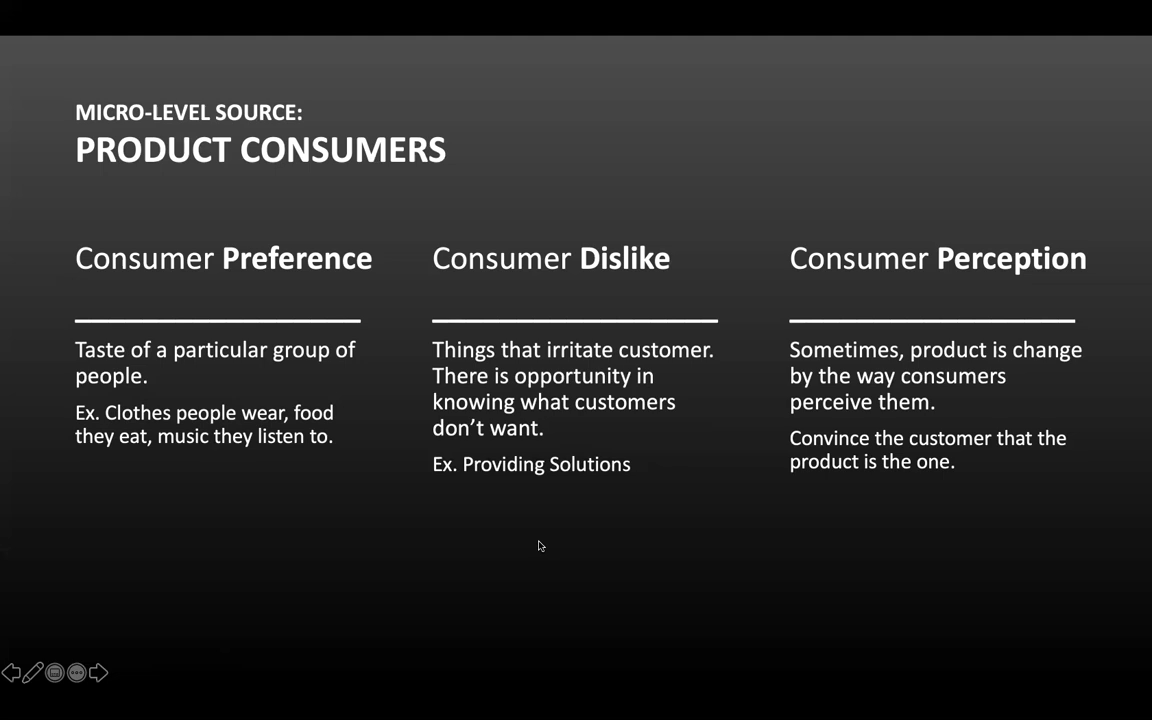 MICRO-LEVEL SOURCE:
PRODUCT CONSUMERS
Consumer Preference
Taste of a particular group of
people.
Ex. Clothes people wear, food
they eat, music they listen to.
Consumer Dislike
Things that irritate customer.
There is opportunity in
knowing what customers
don’t want.
Ex. Providing Solutions
Consumer Perception
Sometimes, product is change
by the way consumers
perceive them.
Convince the customer that the
product is the one.